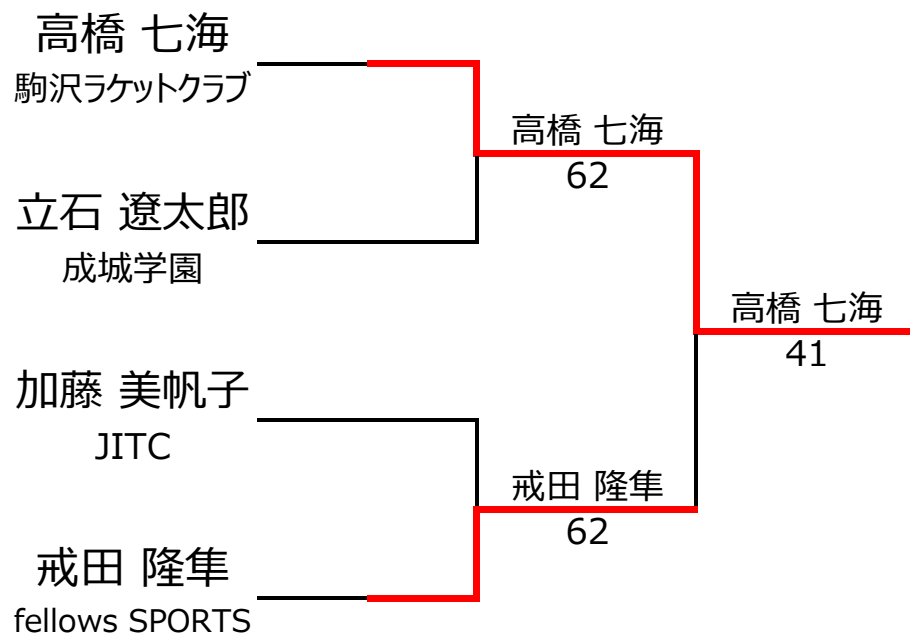 高橋 七海
駒沢ラケットクラブ
高橋 七海
62
立石 遼太郎
成城学園
高橋 七海
41
加藤 美帆子
JITC
戒田 隆隼
62
戒田 隆隼
fellows SPORTS